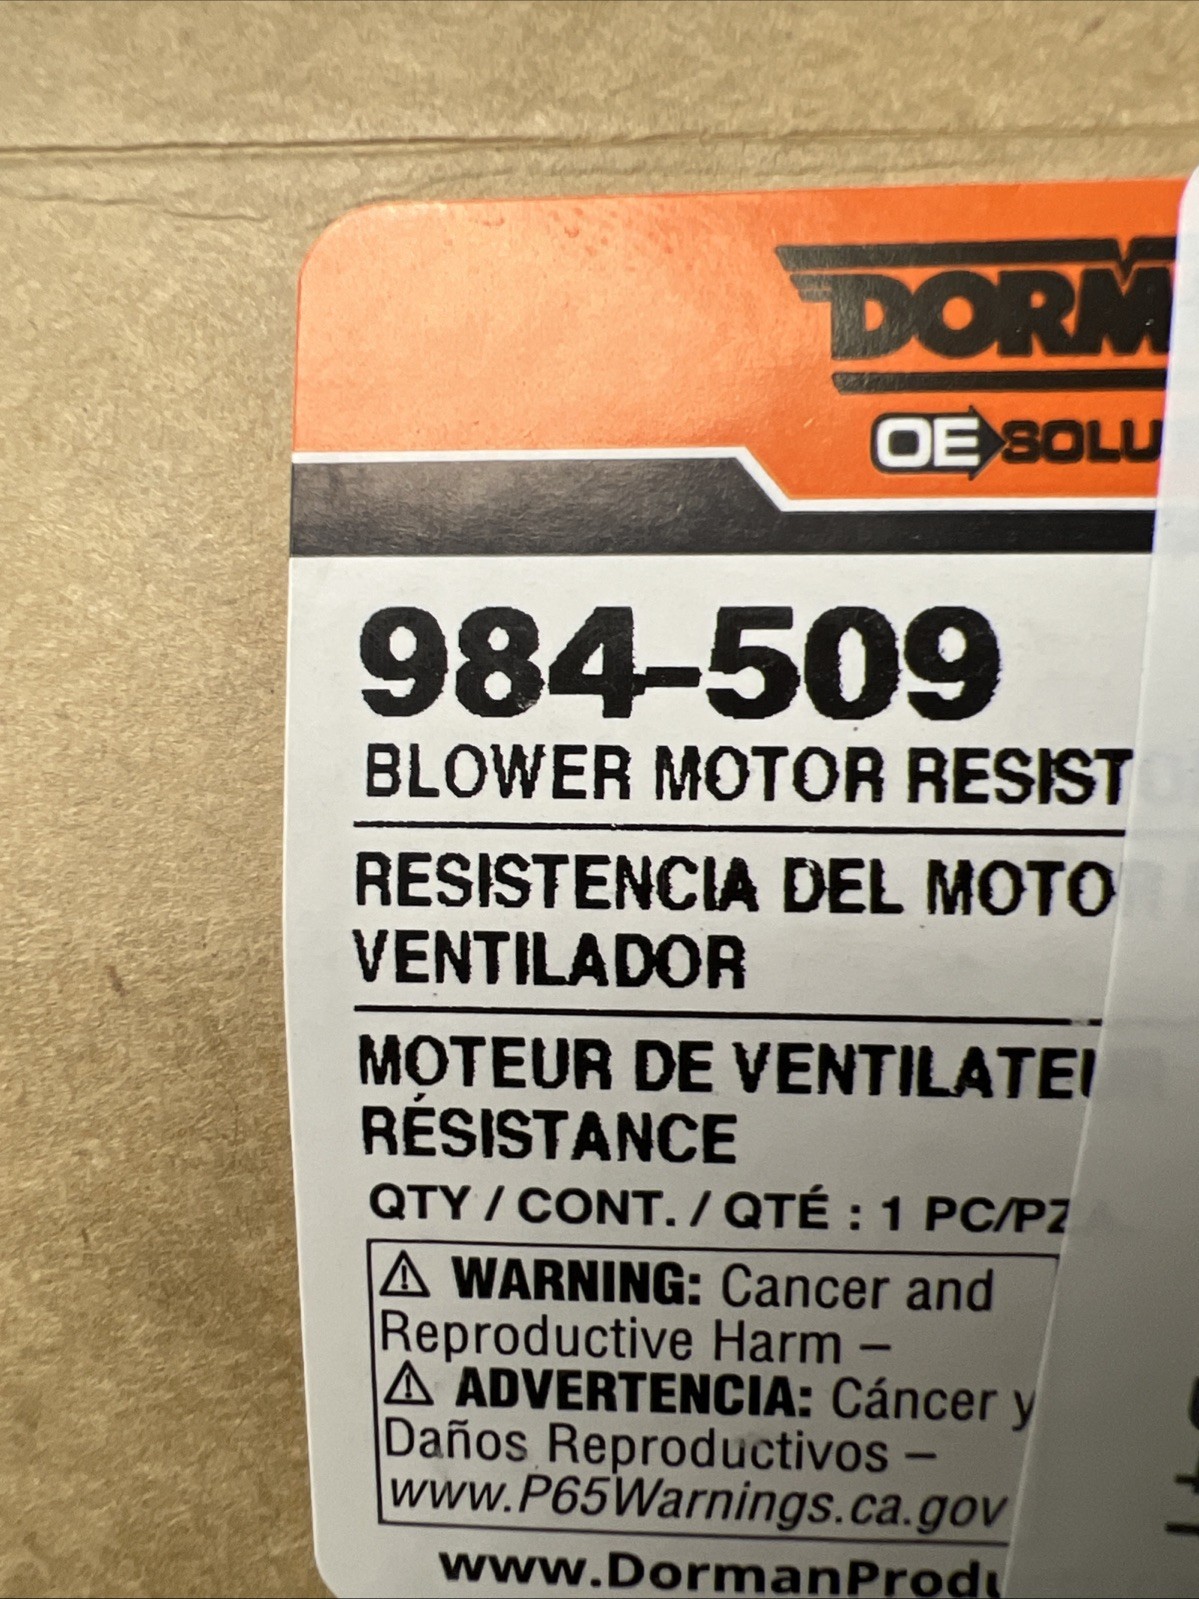 DORM
OE SOLU
984-509
BLOWER MOTOR RESIST
RESISTENCIA DEL MOTO
VENTILADOR
MOTEUR DE VENTILATEU
RÉSISTANCE
QTY / CONT. / QTÉ : 1 PC/PZ
⚠ WARNING: Cancer and
Reproductive Harm –
⚠ ADVERTENCIA: Cáncer y
Daños Reproductivos –
www.P65Warnings.ca.gov
www.DormanProdu